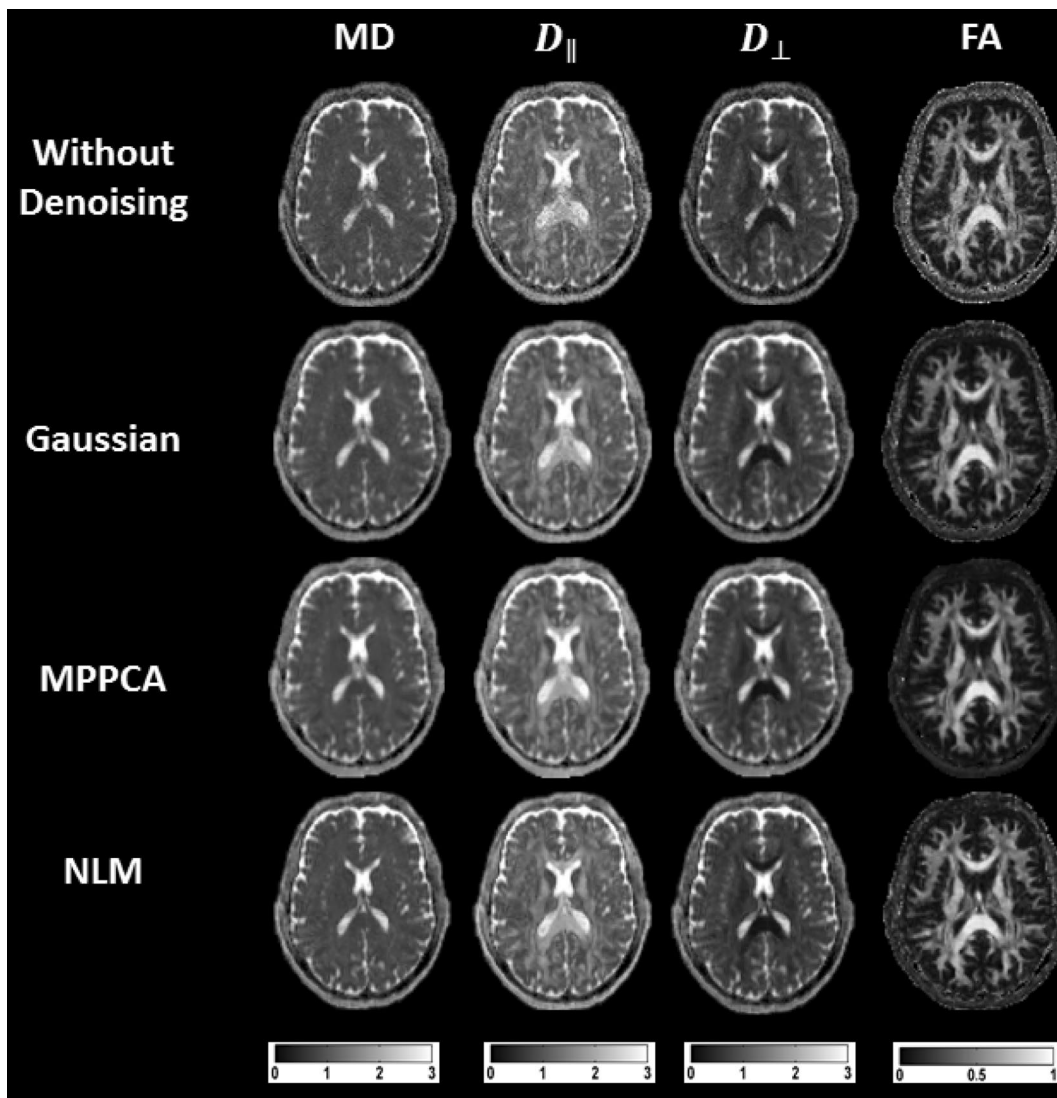 MD D∥ D⊥ FA
Without
Denoising
Gaussian
MPPCA
NLM
0 1 2 3 0 1 2 3 0 1 2 3 0 0.5 1